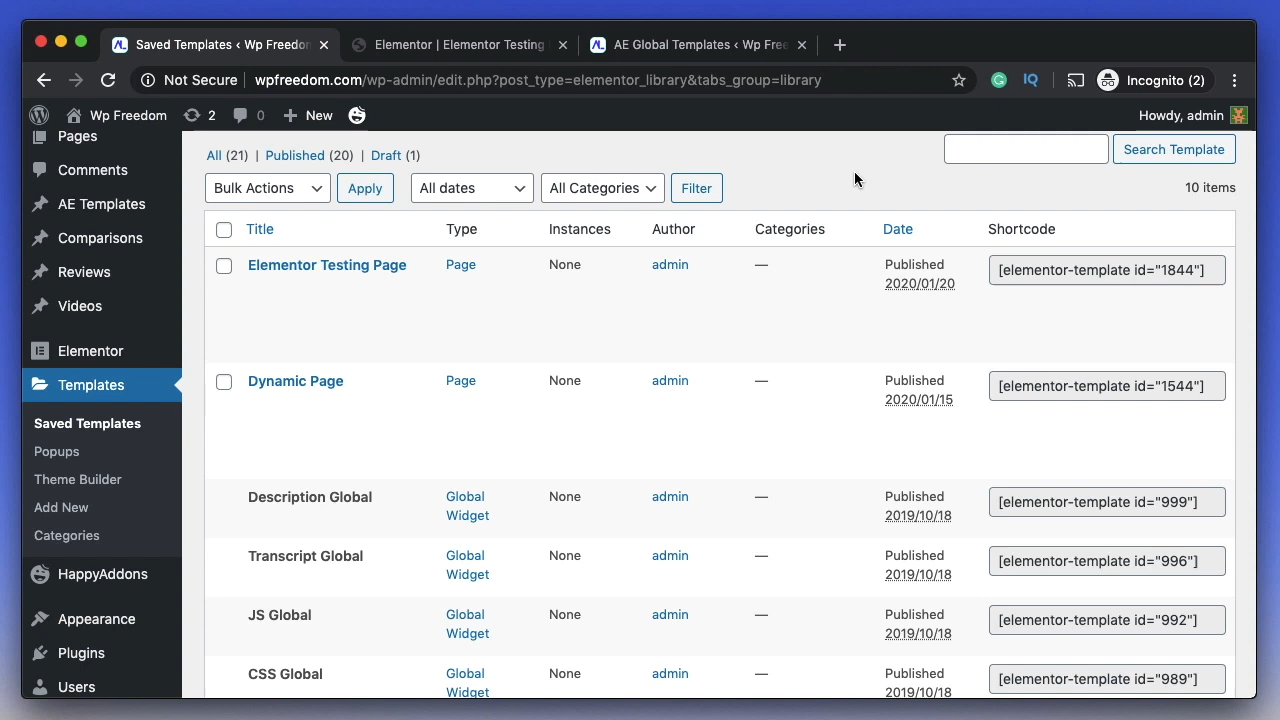 Saved Templates ‹ Wp Freedom
Elementor | Elementor Testing
AE Global Templates ‹ Wp Free
Not Secure
wpfreedom.com/wp-admin/edit.php?post_type=elementor_library&tabs_group=library
IQ
Incognito (2)
Wp Freedom
2
0
New
Howdy, admin
Pages
Comments
AE Templates
Comparisons
Reviews
Videos
Elementor
Templates
Saved Templates
Popups
Theme Builder
Add New
Categories
HappyAddons
Appearance
Plugins
Users
All (21) | Published (20) | Draft (1)
Search Template
Bulk Actions
Apply
All dates
All Categories
Filter
10 items
Title Type Instances Author Categories Date Shortcode
Elementor Testing Page Page None admin — Published [elementor-template id="1844"]
2020/01/20
Dynamic Page Page None admin — Published [elementor-template id="1544"]
2020/01/15
Description Global Global None admin — Published [elementor-template id="999"]
Widget 2019/10/18
Transcript Global Global None admin — Published [elementor-template id="996"]
Widget 2019/10/18
JS Global Global None admin — Published [elementor-template id="992"]
Widget 2019/10/18
CSS Global Global None admin — Published [elementor-template id="989"]
Widget 2019/10/18